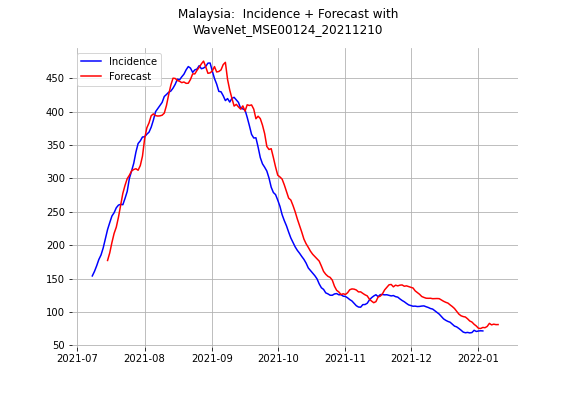 Malaysia: Incidence + Forecast with
WaveNet_MSE00124_20211210
Incidence
Forecast
450
400
350
300
250
200
150
100
50
2021-07 2021-08 2021-09 2021-10 2021-11 2021-12 2022-01